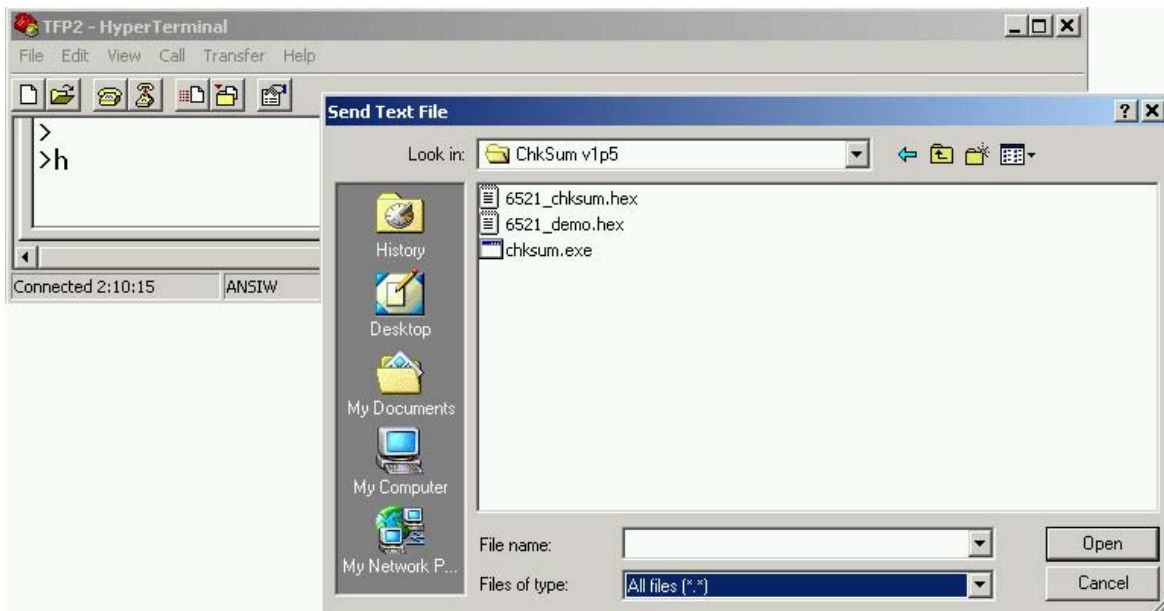 TFP2 - HyperTerminal
File Edit View Call Transfer Help
>
>h
Connected 2:10:15 ANSIW
Send Text File
Look in: ChkSum v1p5
History
Desktop
My Documents
My Computer
My Network P...
6521_chksum.hex
6521_demo.hex
chksum.exe
File name: Open
Files of type: All files (*.*) Cancel